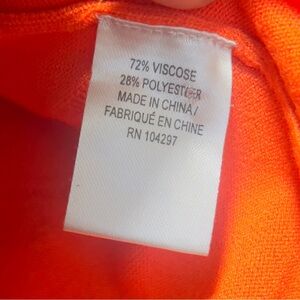 72% VISCOSE
28% POLYESTER
MADE IN CHINA/
FABRIQUÉ EN CHINE
RN 104297